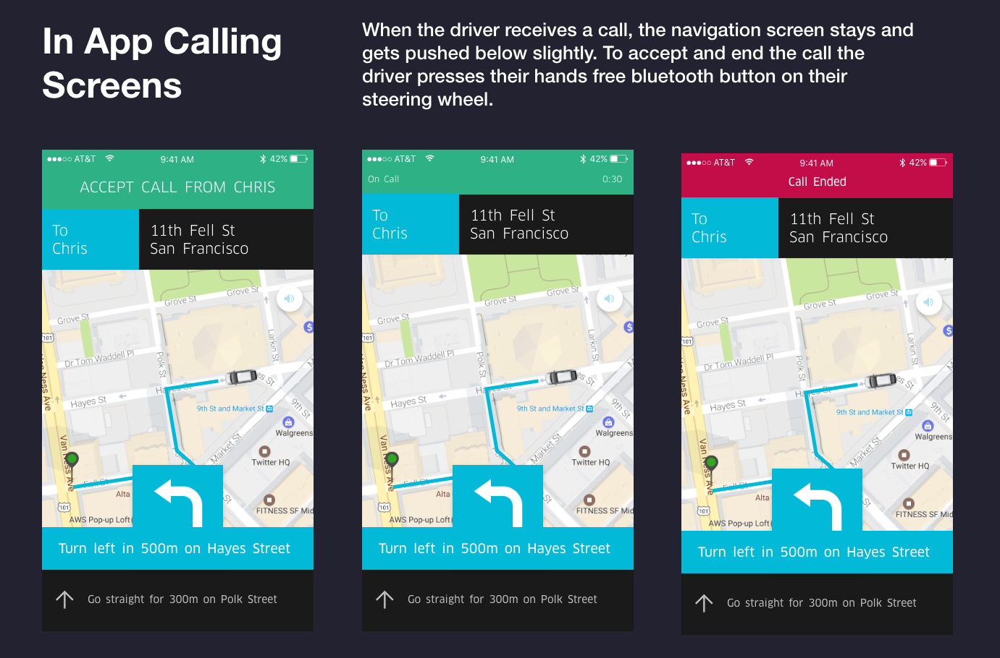 In App Calling
Screens
When the driver receives a call, the navigation screen stays and
gets pushed below slightly. To accept and end the call the
driver presses their hands free bluetooth button on their
steering wheel.
AT&T 9:41 AM 42%
ACCEPT CALL FROM CHRIS
To
Chris
11th Fell St
San Francisco
Grove St
Grove St
101
Larkin St
Dr Tom Waddell Pl
Polk St
Van Ness Ave
Hayes St
9th St and Market St
9th St
Walgreens
Market St
Van Ness Ave
Twitter HQ
Fell St
Alta
101
FITNESS SF Mid
AWS Pop-up Loft
Turn left in 500m on Hayes Street
Go straight for 300m on Polk Street
AT&T 9:41 AM 42%
On Call 0:30
To
Chris
11th Fell St
San Francisco
Grove St
Grove St
101
Larkin St
Dr Tom Waddell Pl
Polk St
Van Ness Ave
Hayes St
9th St and Market St
9th St
Walgreens
Market St
Van Ness Ave
Twitter HQ
Fell St
Alta
101
FITNESS SF Mid
AWS Pop-up Loft
Turn left in 500m on Hayes Street
Go straight for 300m on Polk Street
AT&T 9:41 AM 42%
Call Ended
To
Chris
11th Fell St
San Francisco
Grove St
Grove St
101
Larkin St
Dr Tom Waddell Pl
Polk St
Van Ness Ave
Hayes St
9th St and Market St
9th St
Walgreens
Market St
Van Ness Ave
Twitter HQ
Fell St
Alta
101
FITNESS SF Mid
AWS Pop-up Loft
Turn left in 500m on Hayes Street
Go straight for 300m on Polk Street